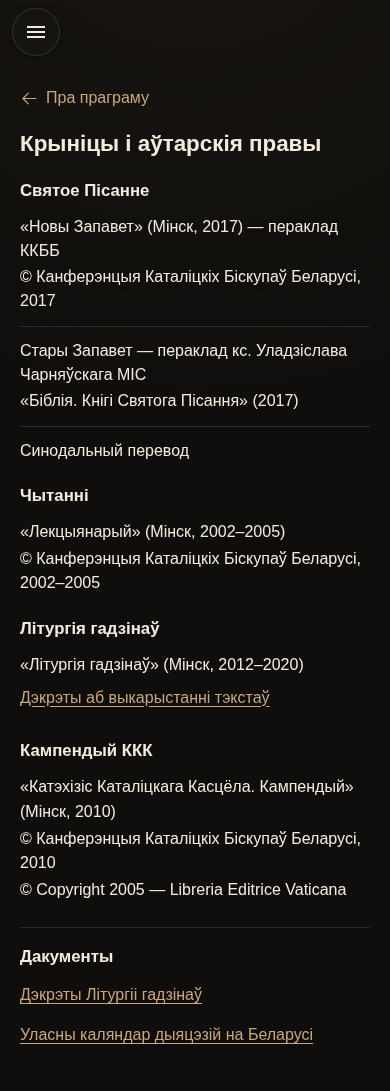 Пра праграму
Крыніцы і аўтарскія правы
Святое Пісанне
«Новы Запавет» (Мінск, 2017) — пераклад
ККББ
© Канферэнцыя Каталіцкіх Біскупаў Беларусі,
2017
Стары Запавет — пераклад кс. Уладзіслава
Чарняўскага MIC
«Біблія. Кнігі Святога Пісання» (2017)
Синодальный перевод
Чытанні
«Лекцыянарый» (Мінск, 2002–2005)
© Канферэнцыя Каталіцкіх Біскупаў Беларусі,
2002–2005
Літургія гадзінаў
«Літургія гадзінаў» (Мінск, 2012–2020)
Дэкрэты аб выкарыстанні тэкстаў
Кампендый ККК
«Катэхізіс Каталіцкага Касцёла. Кампендый»
(Мінск, 2010)
© Канферэнцыя Каталіцкіх Біскупаў Беларусі,
2010
© Copyright 2005 — Libreria Editrice Vaticana
Дакументы
Дэкрэты Літургіі гадзінаў
Уласны каляндар дыяцэзій на Беларусі